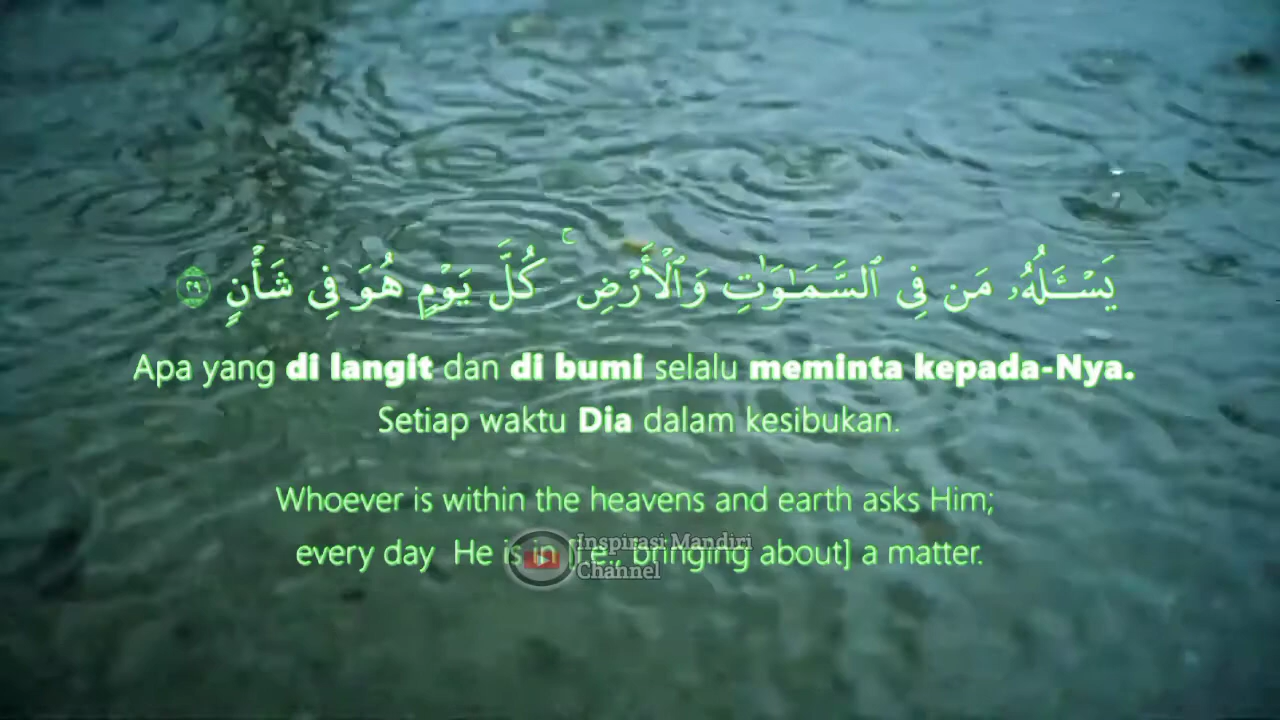 يَسْـَٔلُهُۥ مَن فِى ٱلسَّمَـٰوَٰتِ وَٱلْأَرْضِ ۚ كُلَّ يَوْمٍ هُوَ فِى شَأْنٍ ٢٩
Apa yang di langit dan di bumi selalu meminta kepada-Nya.
Setiap waktu Dia dalam kesibukan.
Whoever is within the heavens and earth asks Him;
every day He is in [i.e., bringing about] a matter.
Inspirasi Mandiri
Channel